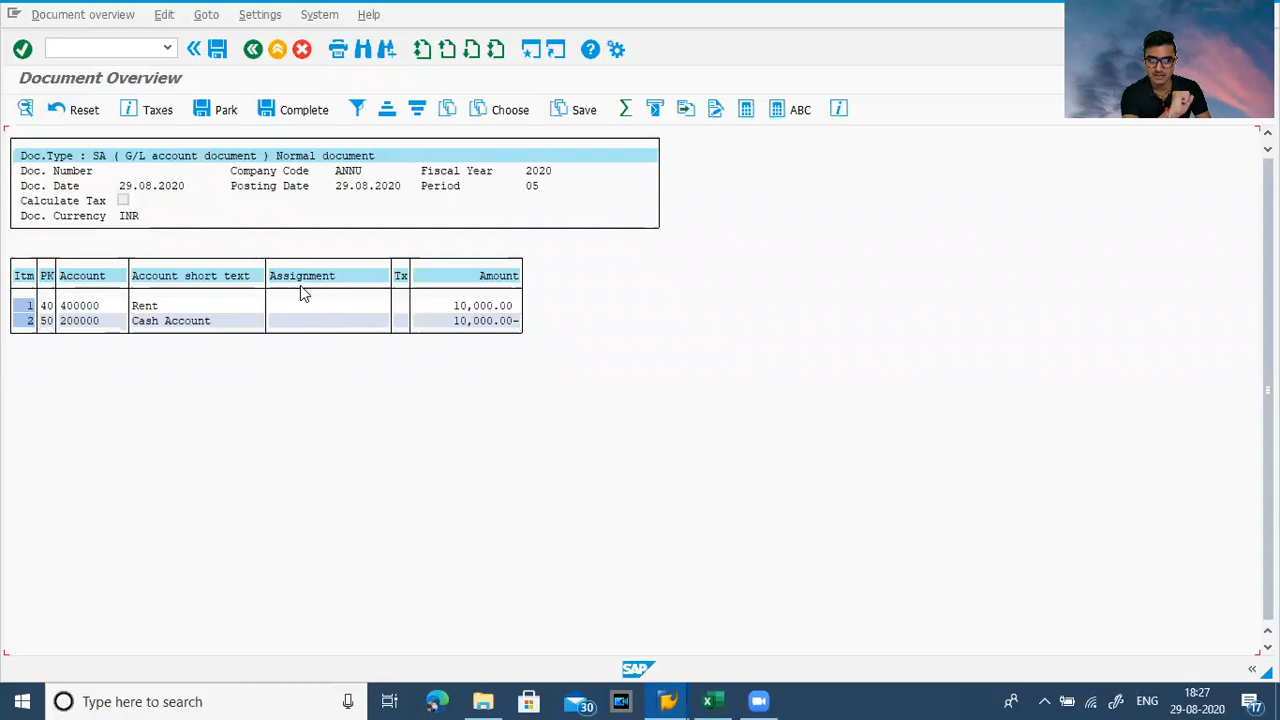 Document overview Edit Goto Settings System Help
Document Overview
Reset Taxes Park Complete Choose Save ABC
Doc.Type : SA ( G/L account document ) Normal document
Doc. Number Company Code ANNU Fiscal Year 2020
Doc. Date 29.08.2020 Posting Date 29.08.2020 Period 05
Calculate Tax
Doc. Currency INR
Itm PK Account Account short text Assignment Tx Amount
1 40 400000 Rent 10,000.00
2 50 200000 Cash Account 10,000.00-
SAP
Type here to search 30 ENG 18:27 29-08-2020 17